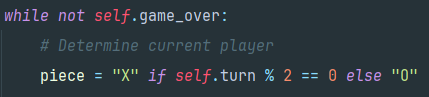 while not self.game_over:
    # Determine current player
    piece = "X" if self.turn % 2 == 0 else "O"